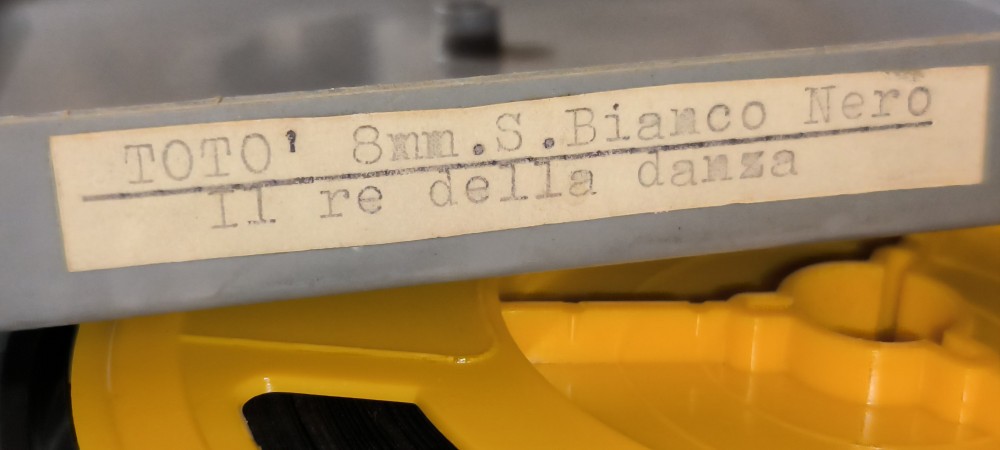 TOTO' 8mm.S.Bianco Nero
Il re della danza